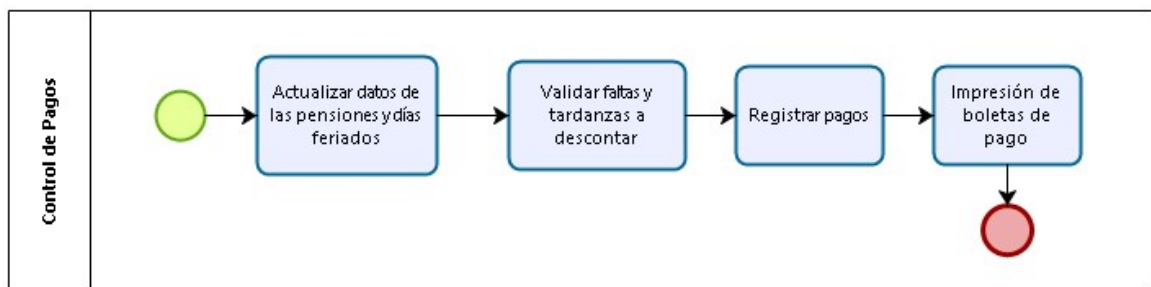 Control de Pagos
Actualizar datos de
las pensiones y días
feriados
Validar faltas y
tardanzas a
descontar
Registrar pagos
Impresión de
boletas de
pago